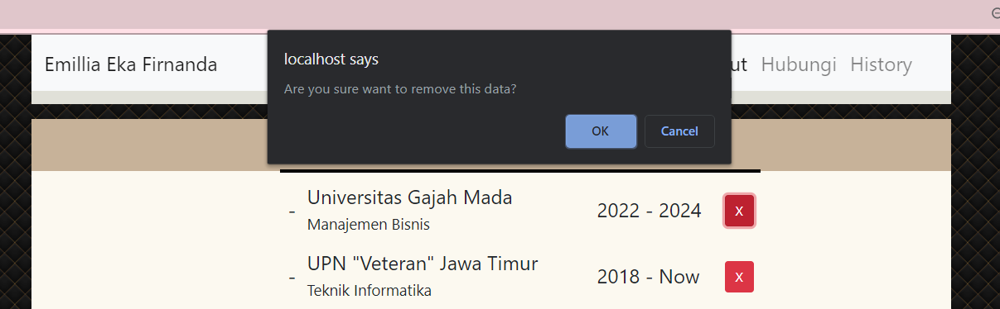 localhost says
Are you sure want to remove this data?
OK Cancel
Emillia Eka Firnanda
ut Hubungi History
- Universitas Gajah Mada 2022 - 2024 X
Manajemen Bisnis
- UPN "Veteran" Jawa Timur 2018 - Now X
Teknik Informatika